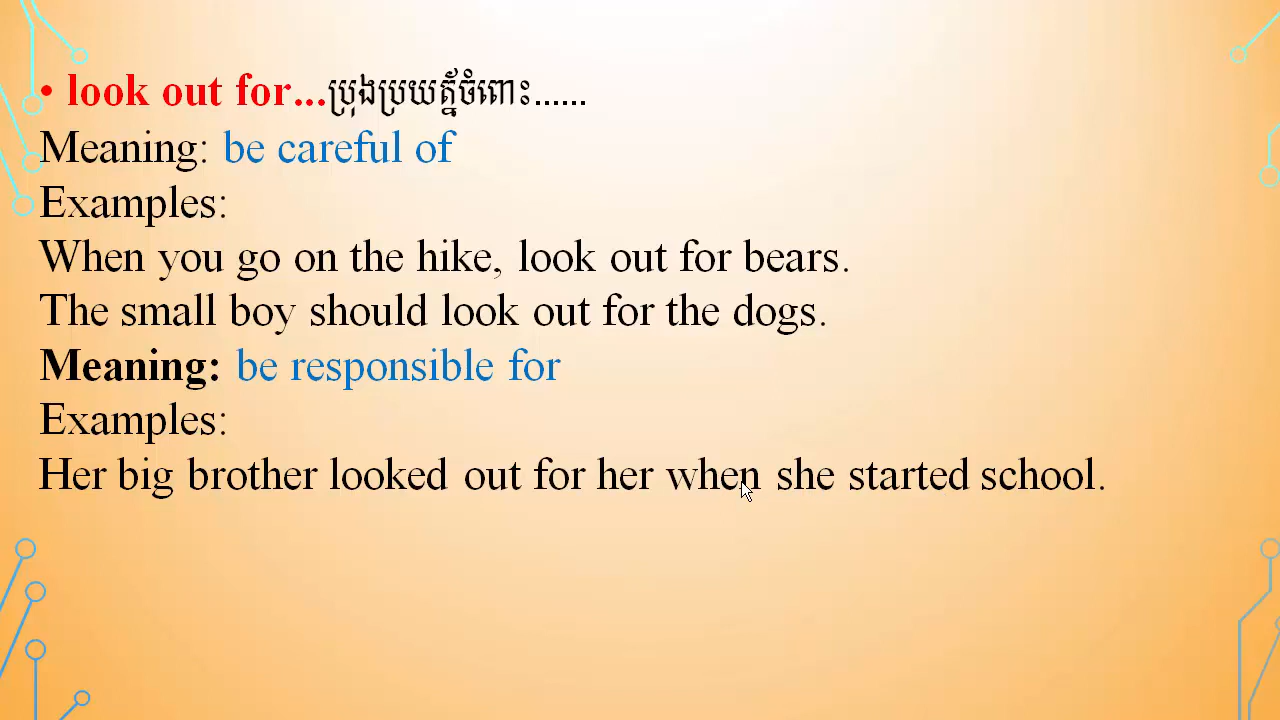 • look out for...ប្រុងប្រយត្ន័ចំពោះ......
Meaning: be careful of
Examples:
When you go on the hike, look out for bears.
The small boy should look out for the dogs.
Meaning: be responsible for
Examples:
Her big brother looked out for her when she started school.